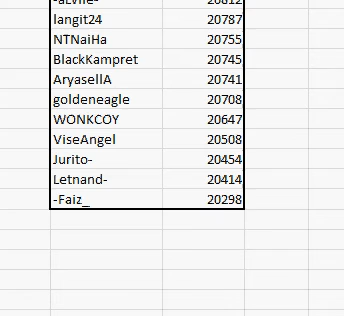 langit24 20787
NTNaiHa 20755
BlackKampret 20745
AryasellA 20741
goldeneagle 20708
WONKCOY 20647
ViseAngel 20508
Jurito- 20454
Letnand- 20414
-Faiz_ 20298